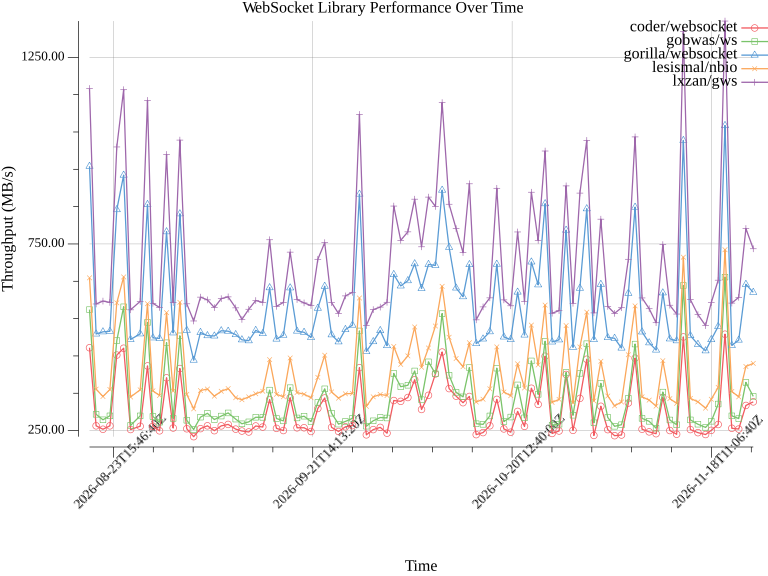 WebSocket Library Performance Over Time
coder/websocket
gobwas/ws
gorilla/websocket
lesismal/nbio
lxzan/gws
Throughput (MB/s)
1250.00
750.00
250.00
2026-08-23T15:46:40Z
2026-09-21T14:13:20Z
2026-10-20T12:40:00Z
2026-11-18T11:06:40Z
Time